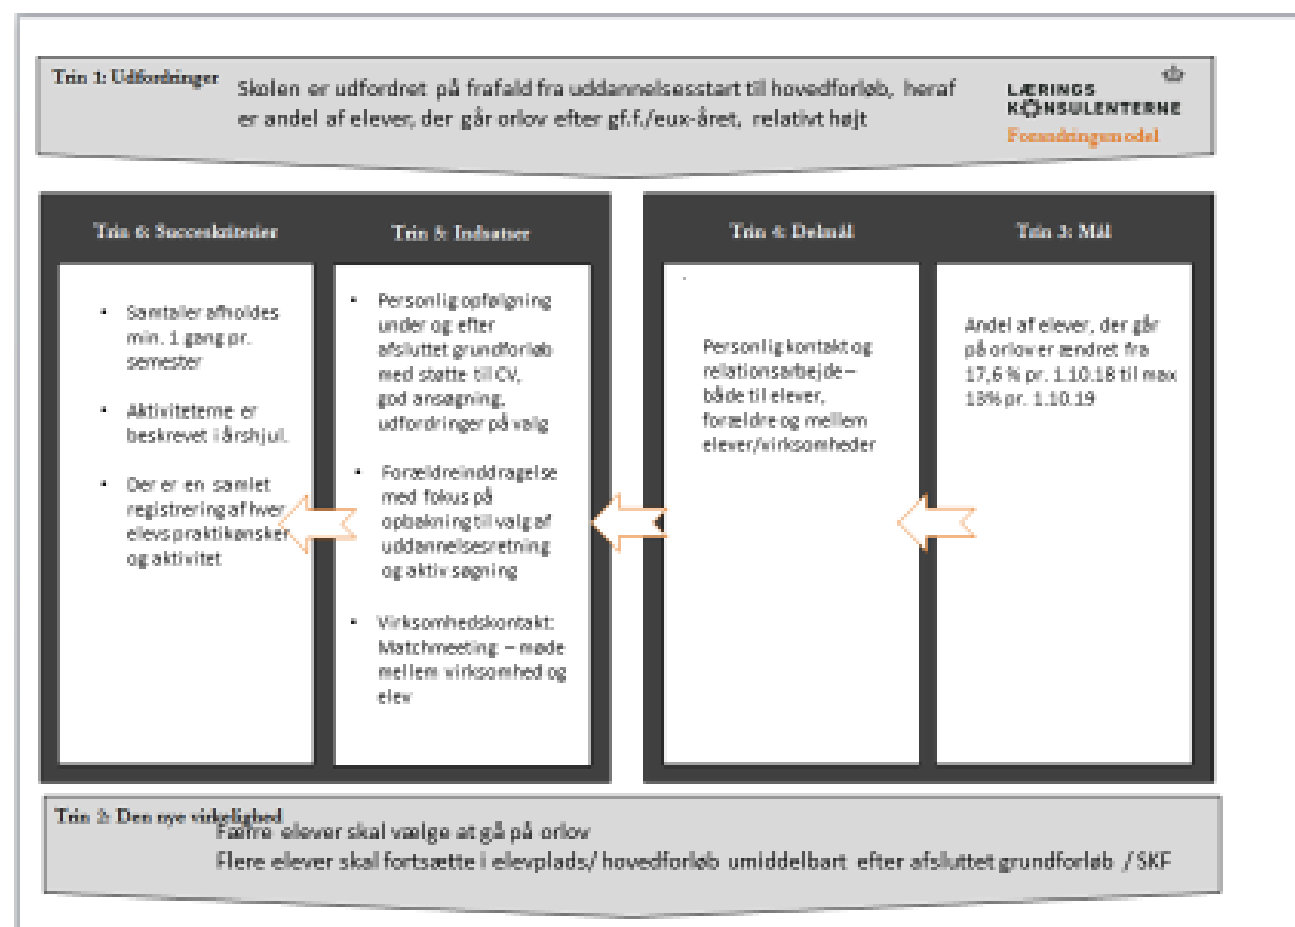 Trin 1: Udfordringer
Skolen er udfordret på frafald fra uddannelsesstart til hovedforløb, heraf
er andel af elever, der går orlov efter gf.f./eux-året, relativt højt
LÆRINGS
KONSULENTERNE
Forandringsmodel
Trin 6: Succeskriterier
• Samtaler afholdes
min. 1 gang pr.
semester
• Aktiviteterne er
beskrevet i årshjul.
• Der er en samlet
registrering af hver
elevs praktikønsker
og aktivitet
Trin 5: Indsatser
• Personlig opfølgning
under og efter
afsluttet grundforløb
med støtte til CV,
god ansøgning,
udfordringer på valg
• Forældreinddragelse
med fokus på
opbakning til valg af
uddannelsesretning
og aktiv søgning
• Virksomhedskontakt:
Matchmeeting – møde
mellem virksomhed og
elev
Trin 4: Delmål
Personlig kontakt og
relationsarbejde –
både til elever,
forældre og mellem
elever/virksomheder
Trin 3: Mål
Andel af elever, der går
på orlov er ændret fra
17,6 % pr. 1.10.18 til max
13% pr. 1.10.19
Trin 2: Den nye virkelighed
Færre elever skal vælge at gå på orlov
Flere elever skal fortsætte i elevplads/ hovedforløb umiddelbart efter afsluttet grundforløb / SKF